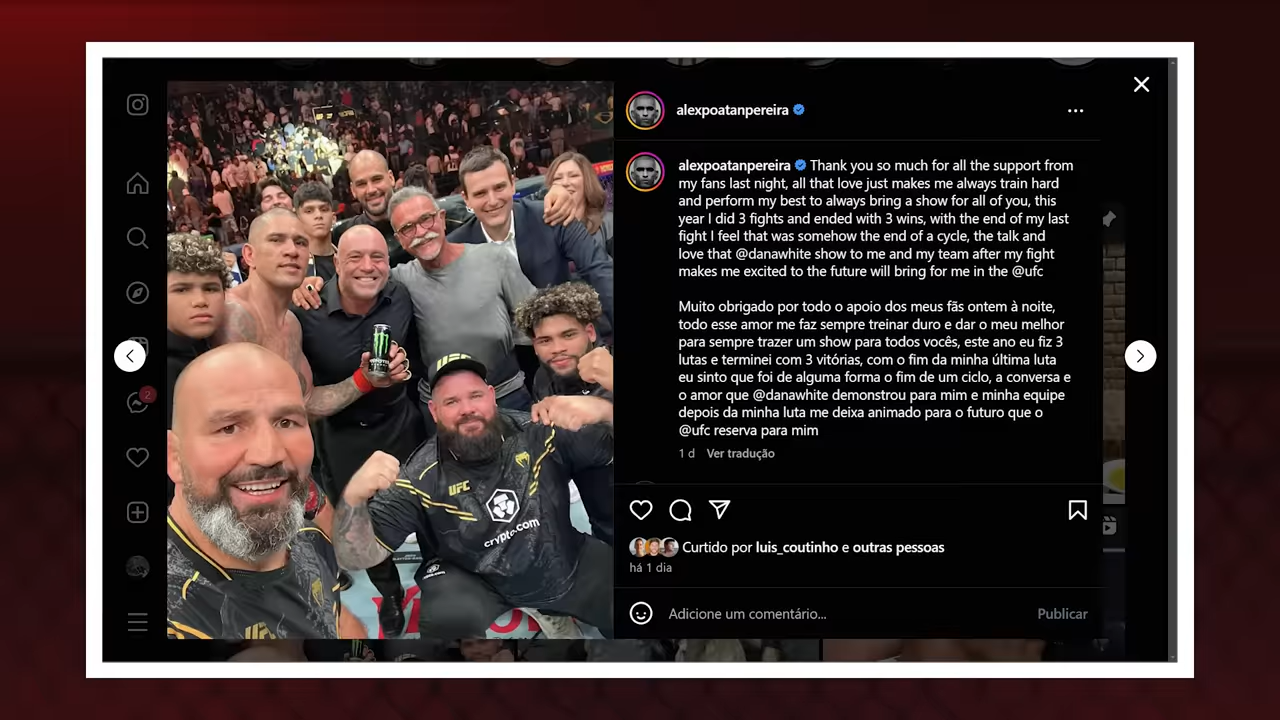 alexpoatanpereira
alexpoatanpereira Thank you so much for all the support from
my fans last night, all that love just makes me always train hard
and perform my best to always bring a show for all of you, this
year I did 3 fights and ended with 3 wins, with the end of my last
fight I feel that was somehow the end of a cycle, the talk and
love that @danawhite show to me and my team after my fight
makes me excited to the future will bring for me in the @ufc
Muito obrigado por todo o apoio dos meus fãs ontem à noite,
todo esse amor me faz sempre treinar duro e dar o meu melhor
para sempre trazer um show para todos vocês, este ano eu fiz 3
lutas e terminei com 3 vitórias, com o fim da minha última luta
eu sinto que foi de alguma forma o fim de um ciclo, a conversa e
o amor que @danawhite demonstrou para mim e minha equipe
depois da minha luta me deixa animado para o futuro que o
@ufc reserva para mim
1 d Ver tradução
Curtido por luis_coutinho e outras pessoas
há 1 dia
Adicione um comentário... Publicar
2
UFC
UFC
crypto.com
UFC